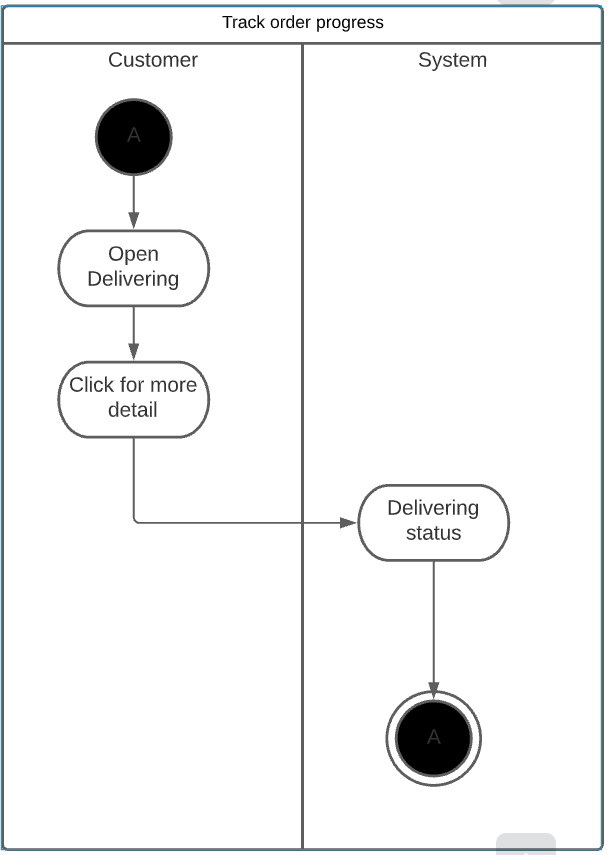 Track order progress
Customer
System
A
Open
Delivering
Click for more
detail
Delivering
status
A